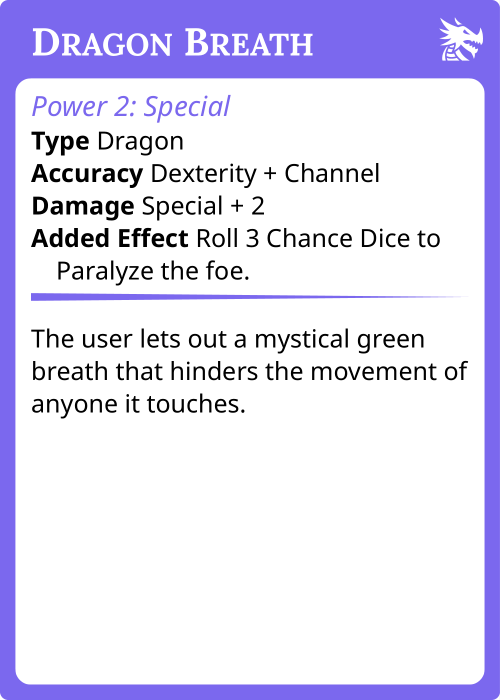 Dragon Breath
Power 2: Special
Type Dragon
Accuracy Dexterity + Channel
Damage Special + 2
Added Effect Roll 3 Chance Dice to
Paralyze the foe.
The user lets out a mystical green
breath that hinders the movement of
anyone it touches.